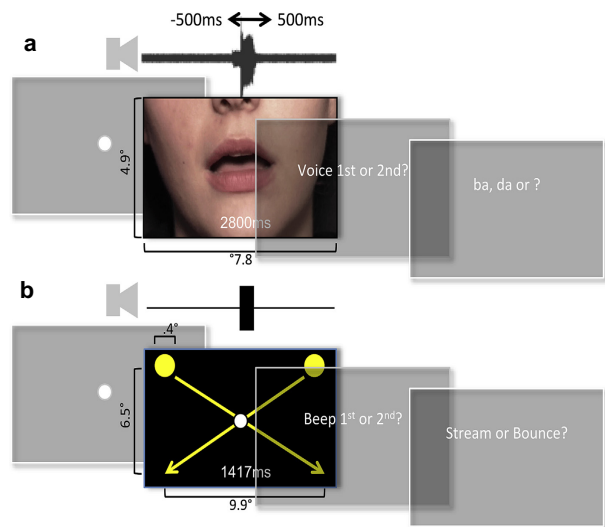 -500ms 500ms
a
4.9°
Voice 1st or 2nd?
ba, da or ?
2800ms
°7.8
b
.4°
6.5°
Beep 1st or 2nd?
Stream or Bounce?
1417ms
9.9°